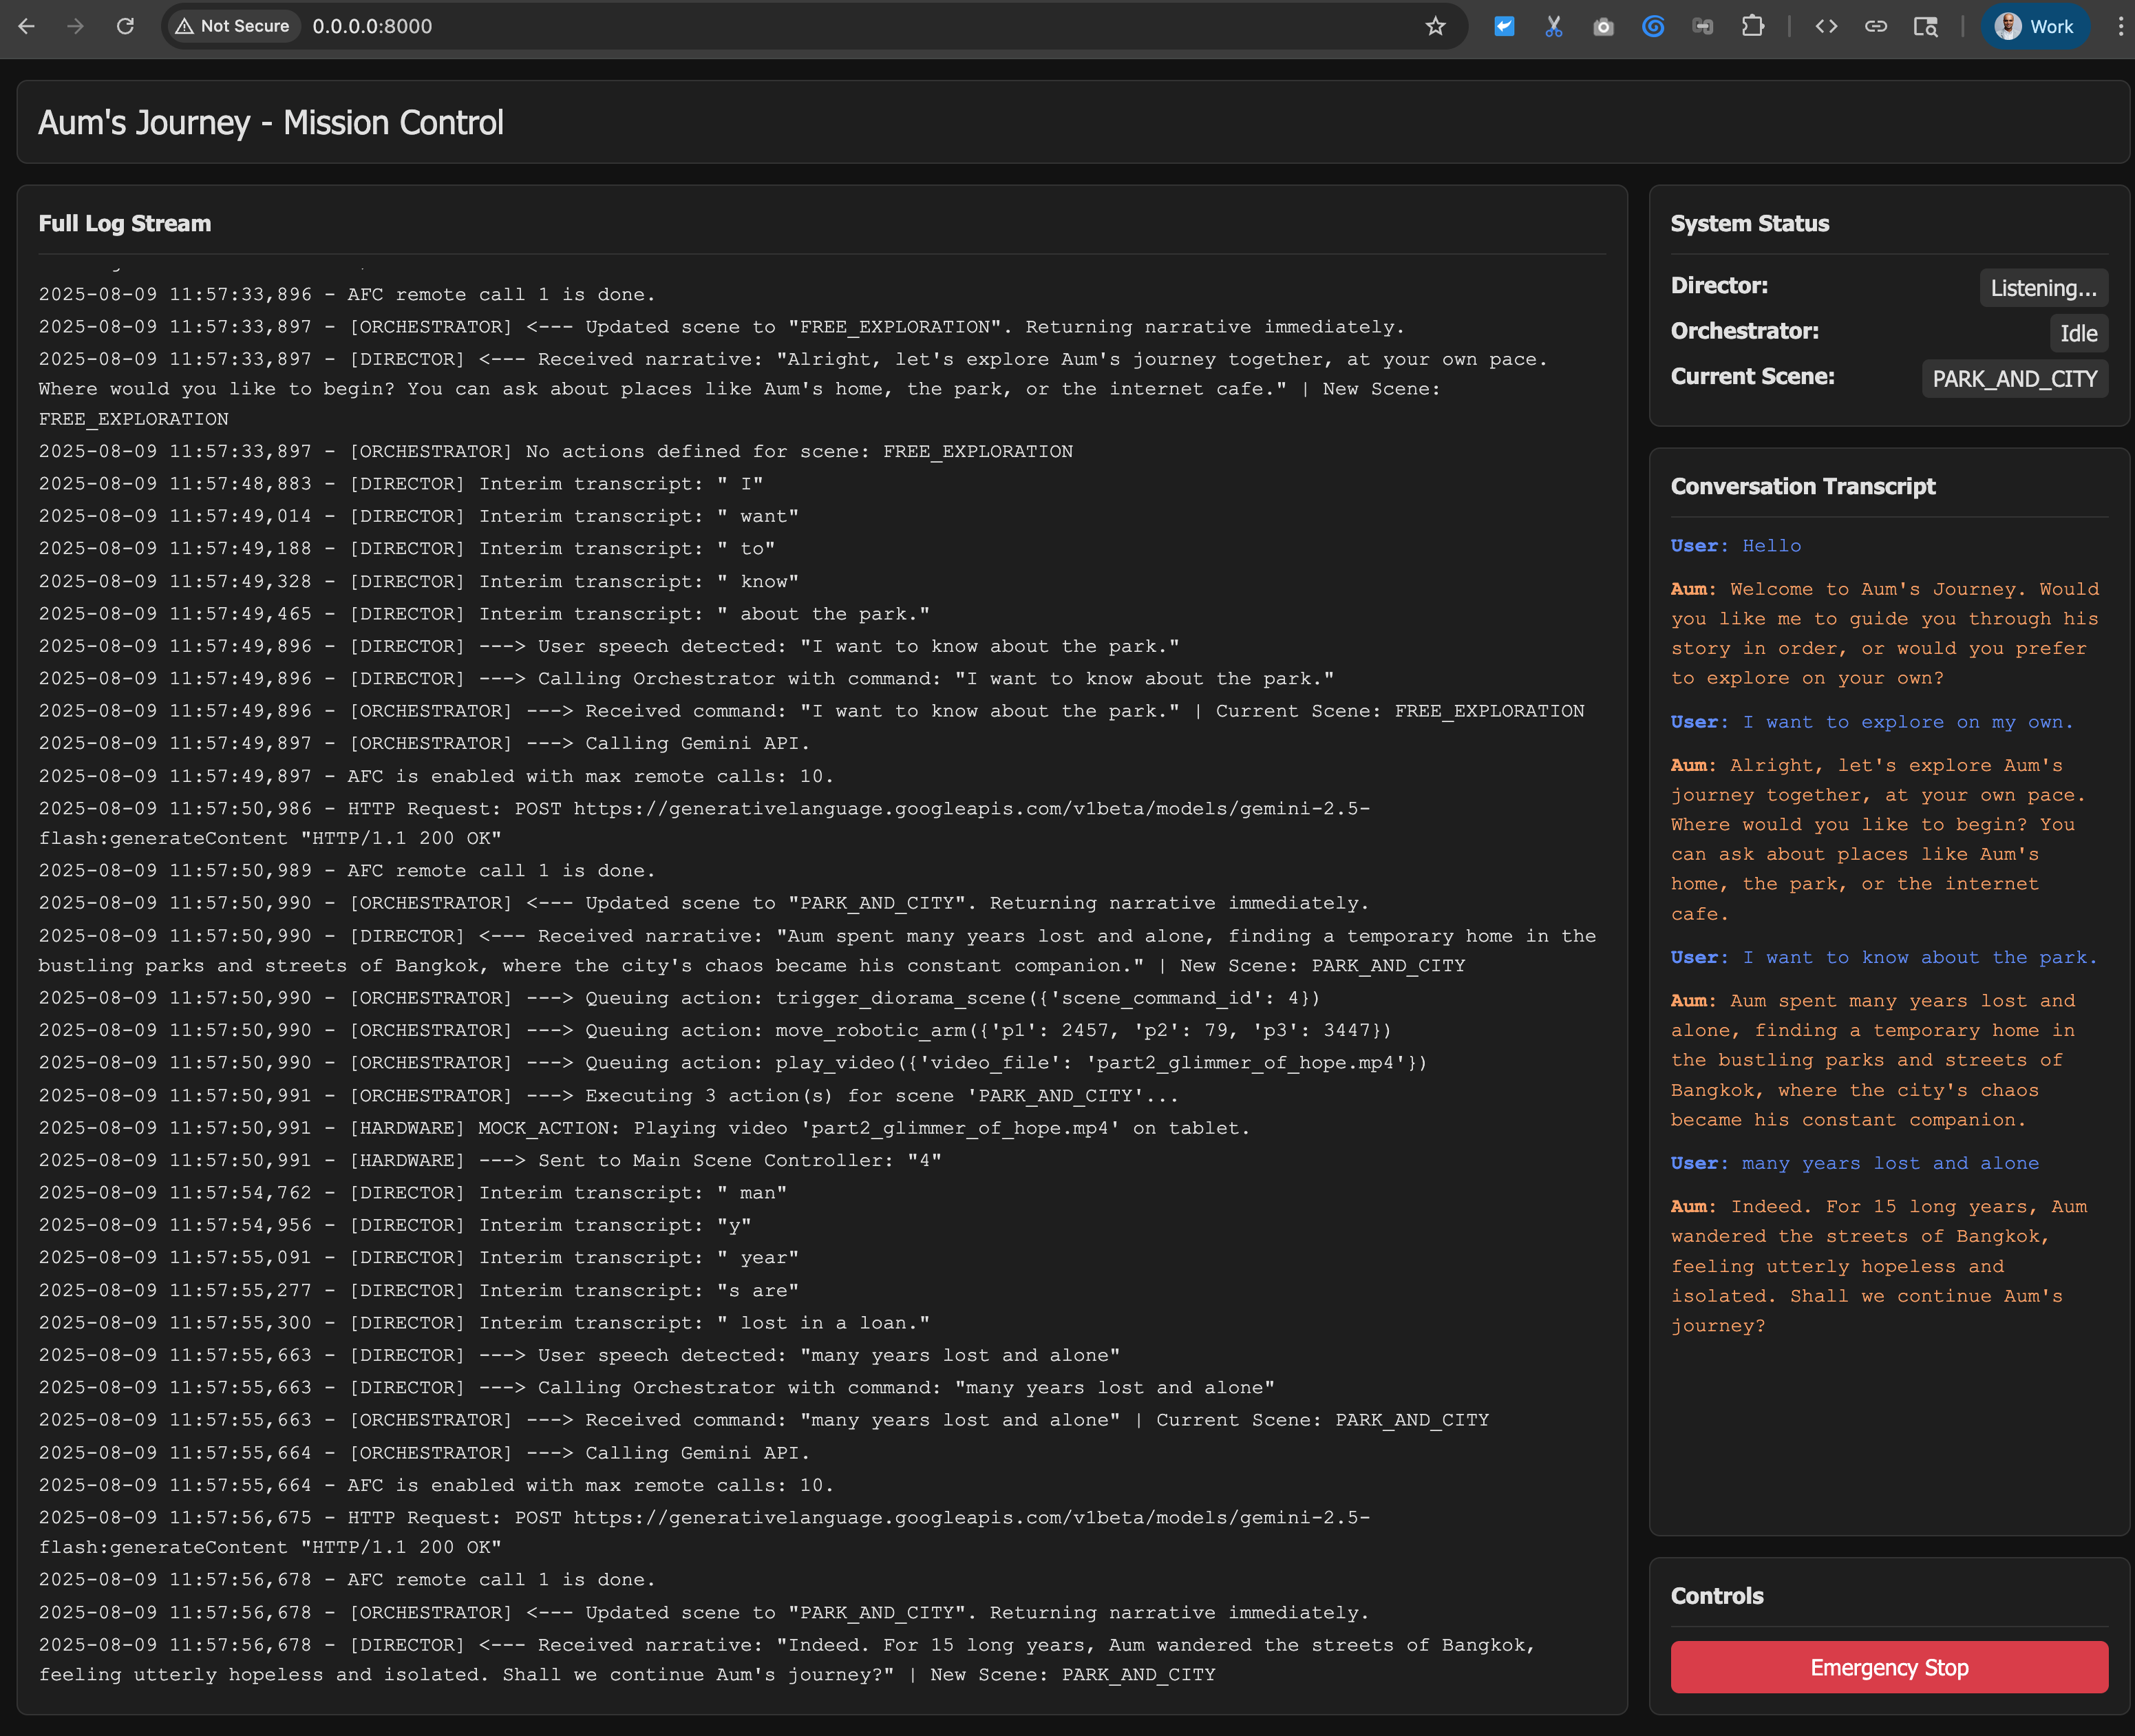 Not Secure
0.0.0.0:8000
Work
Aum's Journey - Mission Control
Full Log Stream
2025-08-09 11:57:33,896 - AFC remote call 1 is done.
2025-08-09 11:57:33,897 - [ORCHESTRATOR] <--- Updated scene to "FREE_EXPLORATION". Returning narrative immediately.
2025-08-09 11:57:33,897 - [DIRECTOR] <--- Received narrative: "Alright, let's explore Aum's journey together, at your own pace.
Where would you like to begin? You can ask about places like Aum's home, the park, or the internet cafe." | New Scene:
FREE_EXPLORATION
2025-08-09 11:57:33,897 - [ORCHESTRATOR] No actions defined for scene: FREE_EXPLORATION
2025-08-09 11:57:48,883 - [DIRECTOR] Interim transcript: " I"
2025-08-09 11:57:49,014 - [DIRECTOR] Interim transcript: " want"
2025-08-09 11:57:49,188 - [DIRECTOR] Interim transcript: " to"
2025-08-09 11:57:49,328 - [DIRECTOR] Interim transcript: " know"
2025-08-09 11:57:49,465 - [DIRECTOR] Interim transcript: " about the park."
2025-08-09 11:57:49,896 - [DIRECTOR] ---> User speech detected: "I want to know about the park."
2025-08-09 11:57:49,896 - [DIRECTOR] ---> Calling Orchestrator with command: "I want to know about the park."
2025-08-09 11:57:49,896 - [ORCHESTRATOR] ---> Received command: "I want to know about the park." | Current Scene: FREE_EXPLORATION
2025-08-09 11:57:49,897 - [ORCHESTRATOR] ---> Calling Gemini API.
2025-08-09 11:57:49,897 - AFC is enabled with max remote calls: 10.
2025-08-09 11:57:50,986 - HTTP Request: POST https://generativelanguage.googleapis.com/v1beta/models/gemini-2.5-
flash:generateContent "HTTP/1.1 200 OK"
2025-08-09 11:57:50,989 - AFC remote call 1 is done.
2025-08-09 11:57:50,990 - [ORCHESTRATOR] <--- Updated scene to "PARK_AND_CITY". Returning narrative immediately.
2025-08-09 11:57:50,990 - [DIRECTOR] <--- Received narrative: "Aum spent many years lost and alone, finding a temporary home in the
bustling parks and streets of Bangkok, where the city's chaos became his constant companion." | New Scene: PARK_AND_CITY
2025-08-09 11:57:50,990 - [ORCHESTRATOR] ---> Queuing action: trigger_diorama_scene({'scene_command_id': 4})
2025-08-09 11:57:50,990 - [ORCHESTRATOR] ---> Queuing action: move_robotic_arm({'p1': 2457, 'p2': 79, 'p3': 3447})
2025-08-09 11:57:50,990 - [ORCHESTRATOR] ---> Queuing action: play_video({'video_file': 'part2_glimmer_of_hope.mp4'})
2025-08-09 11:57:50,991 - [ORCHESTRATOR] ---> Executing 3 action(s) for scene 'PARK_AND_CITY'...
2025-08-09 11:57:50,991 - [HARDWARE] MOCK_ACTION: Playing video 'part2_glimmer_of_hope.mp4' on tablet.
2025-08-09 11:57:50,991 - [HARDWARE] ---> Sent to Main Scene Controller: "4"
2025-08-09 11:57:54,762 - [DIRECTOR] Interim transcript: " man"
2025-08-09 11:57:54,956 - [DIRECTOR] Interim transcript: "y"
2025-08-09 11:57:55,091 - [DIRECTOR] Interim transcript: " year"
2025-08-09 11:57:55,277 - [DIRECTOR] Interim transcript: "s are"
2025-08-09 11:57:55,300 - [DIRECTOR] Interim transcript: " lost in a loan."
2025-08-09 11:57:55,663 - [DIRECTOR] ---> User speech detected: "many years lost and alone"
2025-08-09 11:57:55,663 - [DIRECTOR] ---> Calling Orchestrator with command: "many years lost and alone"
2025-08-09 11:57:55,663 - [ORCHESTRATOR] ---> Received command: "many years lost and alone" | Current Scene: PARK_AND_CITY
2025-08-09 11:57:55,664 - [ORCHESTRATOR] ---> Calling Gemini API.
2025-08-09 11:57:55,664 - AFC is enabled with max remote calls: 10.
2025-08-09 11:57:56,675 - HTTP Request: POST https://generativelanguage.googleapis.com/v1beta/models/gemini-2.5-
flash:generateContent "HTTP/1.1 200 OK"
2025-08-09 11:57:56,678 - AFC remote call 1 is done.
2025-08-09 11:57:56,678 - [ORCHESTRATOR] <--- Updated scene to "PARK_AND_CITY". Returning narrative immediately.
2025-08-09 11:57:56,678 - [DIRECTOR] <--- Received narrative: "Indeed. For 15 long years, Aum wandered the streets of Bangkok,
feeling utterly hopeless and isolated. Shall we continue Aum's journey?" | New Scene: PARK_AND_CITY
System Status
Director: Listening...
Orchestrator: Idle
Current Scene: PARK_AND_CITY
Conversation Transcript
User: Hello
Aum: Welcome to Aum's Journey. Would
you like me to guide you through his
story in order, or would you prefer
to explore on your own?
User: I want to explore on my own.
Aum: Alright, let's explore Aum's
journey together, at your own pace.
Where would you like to begin? You
can ask about places like Aum's
home, the park, or the internet
cafe.
User: I want to know about the park.
Aum: Aum spent many years lost and
alone, finding a temporary home in
the bustling parks and streets of
Bangkok, where the city's chaos
became his constant companion.
User: many years lost and alone
Aum: Indeed. For 15 long years, Aum
wandered the streets of Bangkok,
feeling utterly hopeless and
isolated. Shall we continue Aum's
journey?
Controls
Emergency Stop